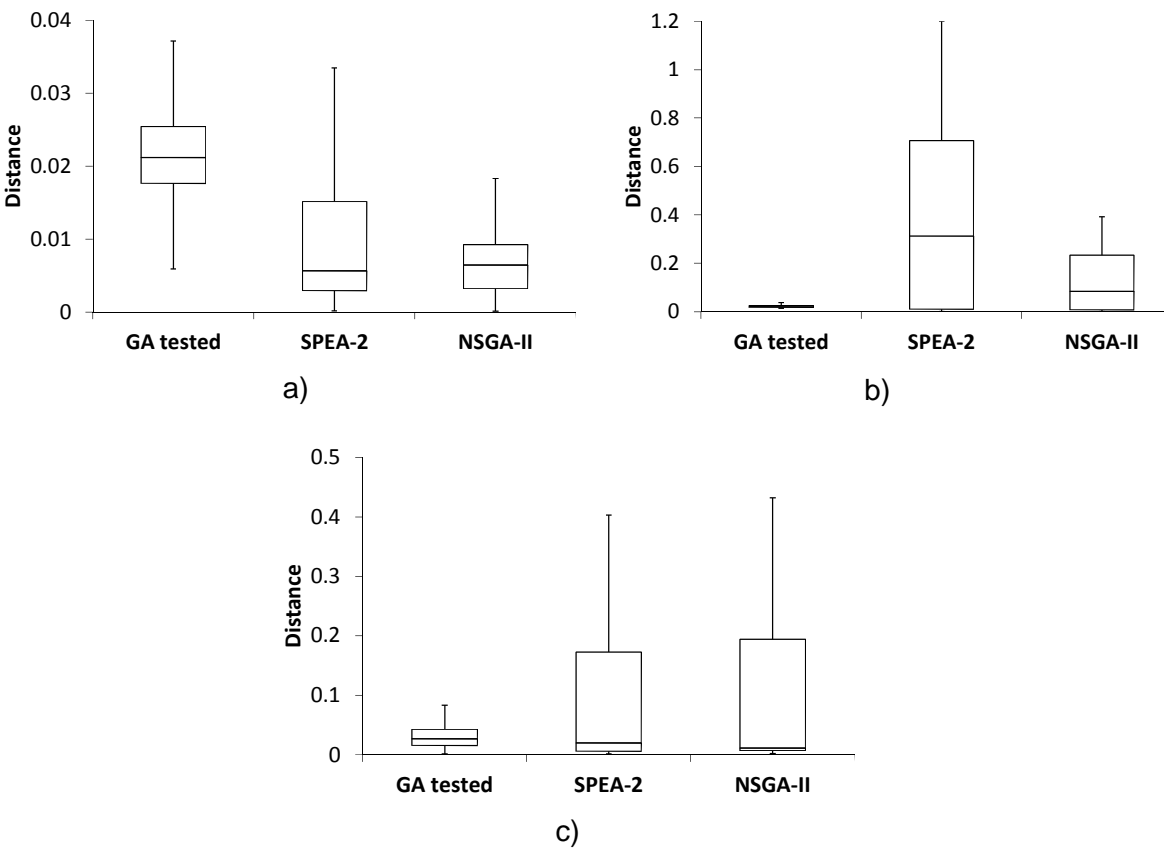 0.04
0.03
0.02
0.01
0
Distance
GA tested SPEA-2 NSGA-II
a)
1.2
1
0.8
0.6
0.4
0.2
0
Distance
GA tested SPEA-2 NSGA-II
b)
0.5
0.4
0.3
0.2
0.1
0
Distance
GA tested SPEA-2 NSGA-II
c)